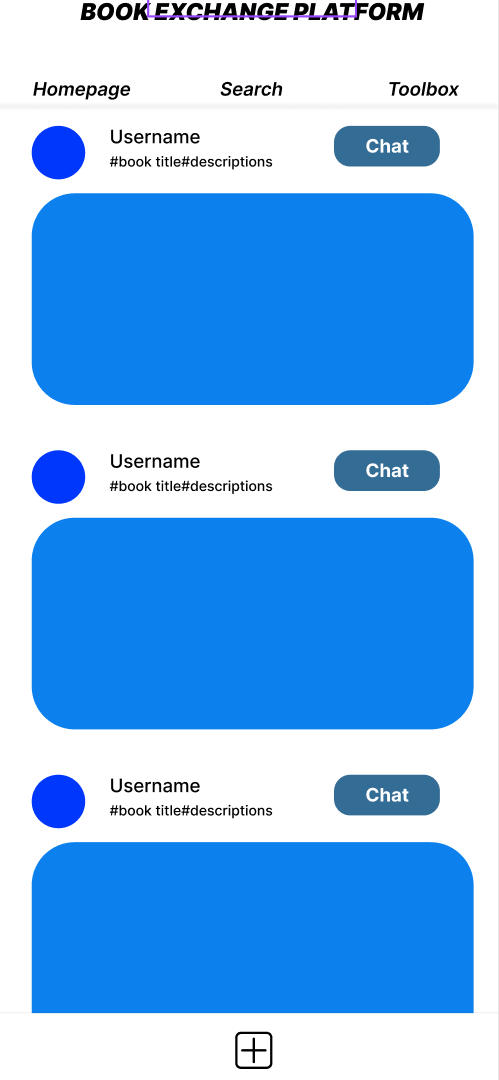 BOOK EXCHANGE PLATFORM
Homepage Search Toolbox
Username
#book title#descriptions
Chat
Username
#book title#descriptions
Chat
Username
#book title#descriptions
Chat